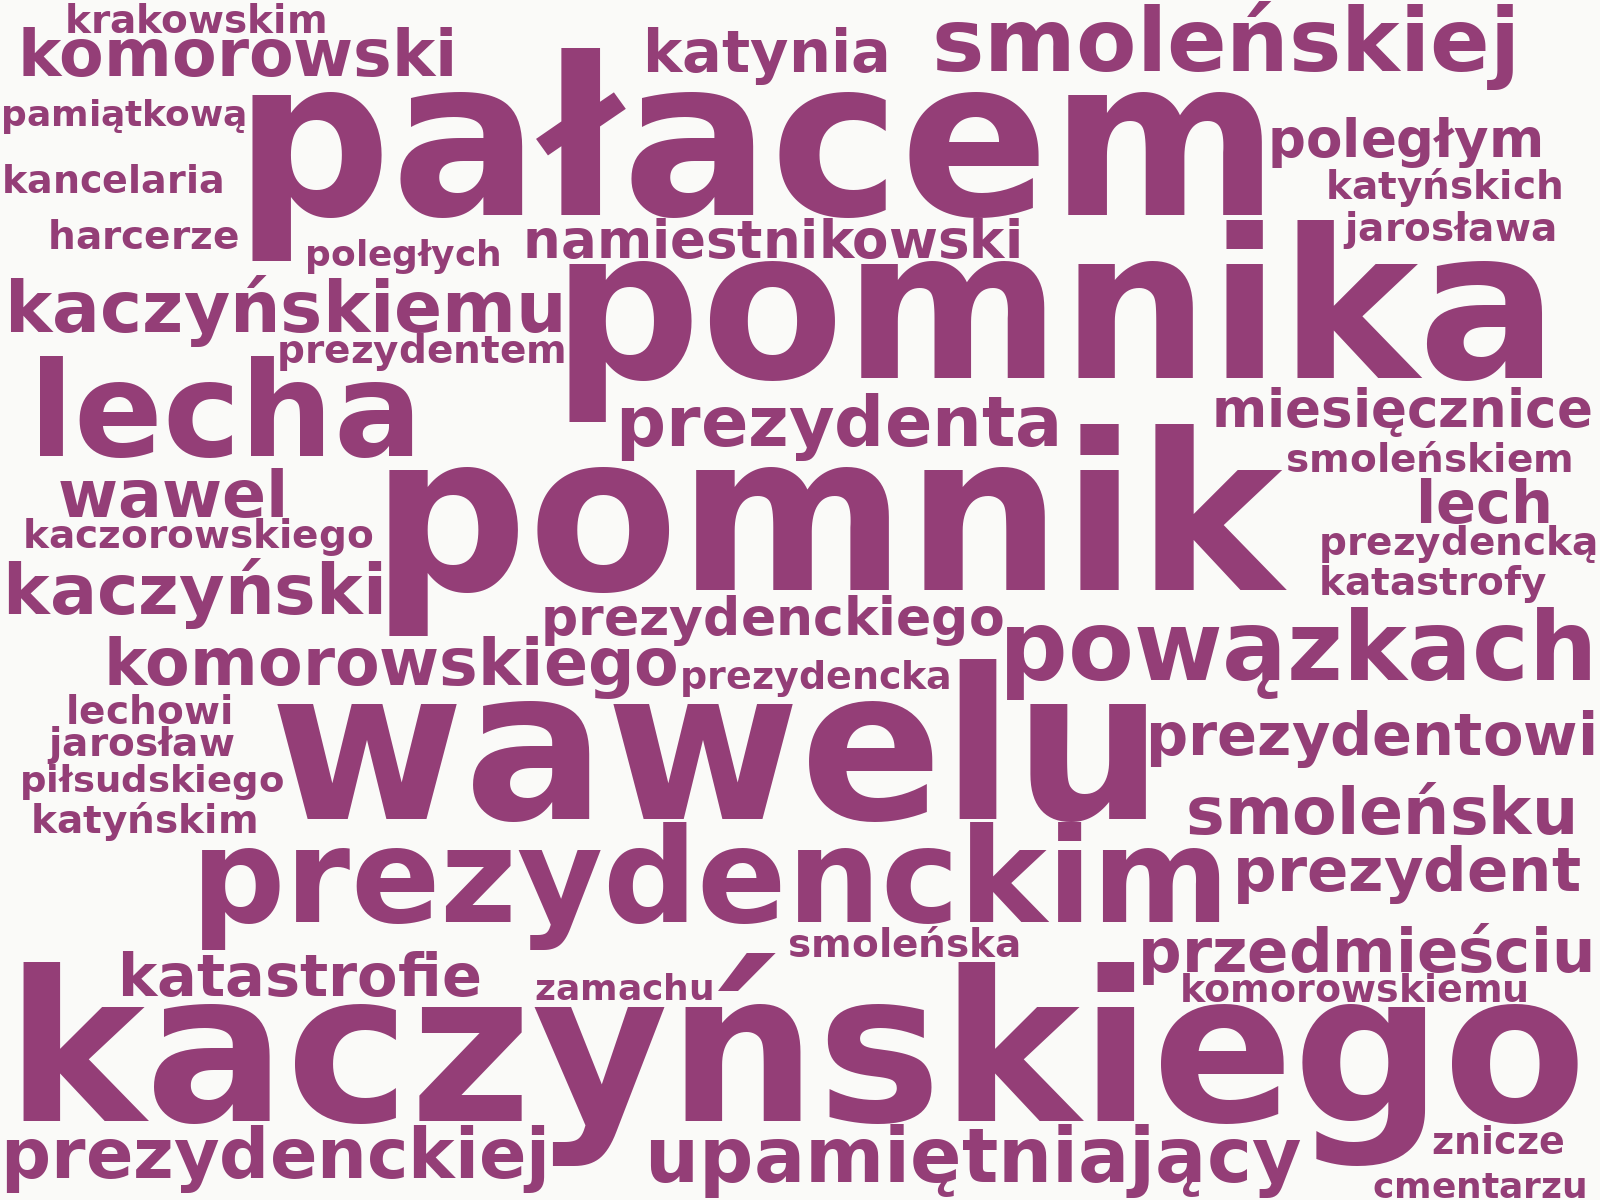 krakowskim
komorowski
katynia
smoleńskiej
pamiątkową
pałacem
poległym
kancelaria
katyńskich
harcerze
poległych
namiestnikowski
jarosława
kaczyńskiemu
pomnika
prezydentem
lecha
prezydenta
miesięcznice
wawel
pomnik
smoleńskiem
lech
kaczorowskiego
prezydencką
kaczyński
katastrofy
prezydenckiego
powązkach
komorowskiego
prezydencka
lechowi
wawelu
prezydentowi
jarosław
piłsudskiego
katyńskim
smoleńsku
prezydenckim
prezydent
smoleńska
przedmieściu
katastrofie
zamachu
komorowskiemu
kaczyńskiego
prezydenckiej
upamiętniający
znicze
cmentarzu